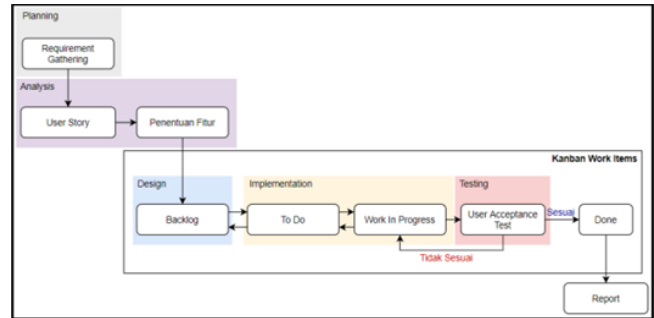 Planning
Requirement
Gathering
Analysis
User Story
Penentuan Fitur
Kanban Work Items
Design
Implementation
Testing
Backlog
To Do
Work In Progress
User Acceptance
Test
Sesuai
Done
Tidak Sesuai
Report